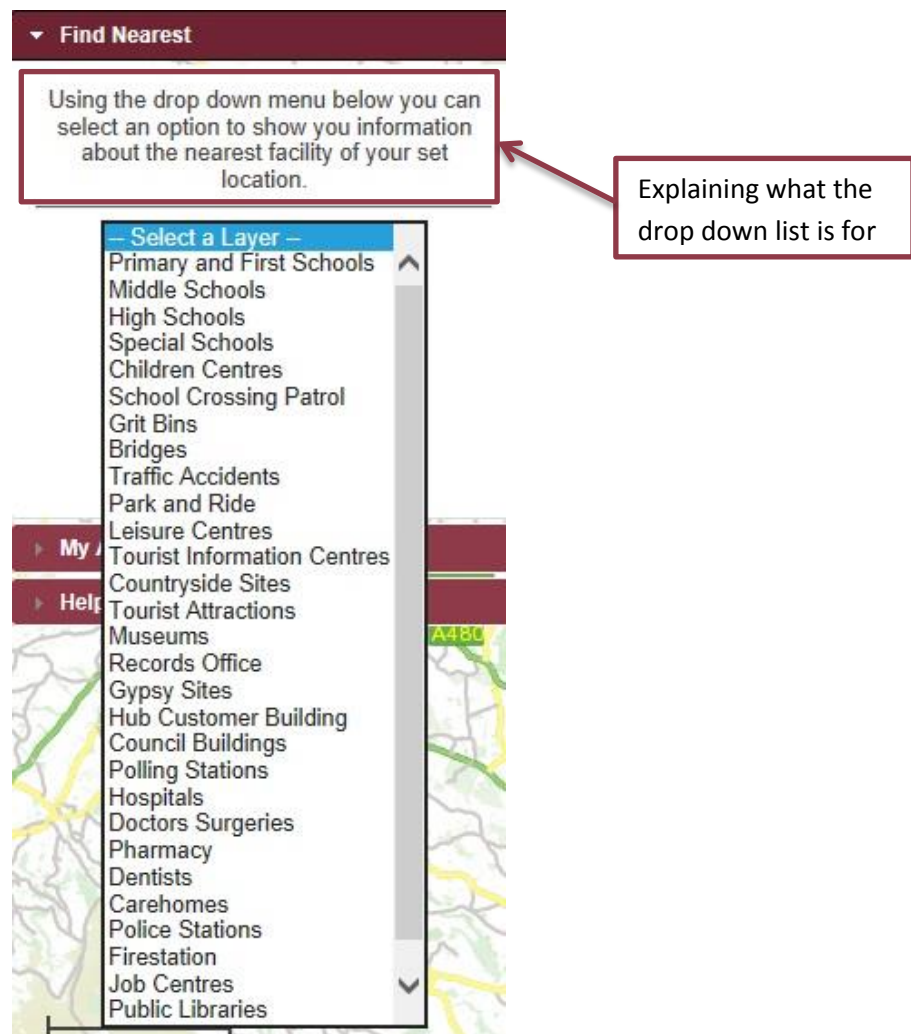 Find Nearest
Using the drop down menu below you can
select an option to show you information
about the nearest facility of your set
location.
Explaining what the
drop down list is for
-- Select a Layer --
Primary and First Schools
Middle Schools
High Schools
Special Schools
Children Centres
School Crossing Patrol
Grit Bins
Bridges
Traffic Accidents
Park and Ride
Leisure Centres
My
Tourist Information Centres
Countryside Sites
Help
Tourist Attractions
Museums
A480
Records Office
Gypsy Sites
Hub Customer Building
Council Buildings
Polling Stations
Hospitals
Doctors Surgeries
Pharmacy
Dentists
Carehomes
Police Stations
Firestation
Job Centres
Public Libraries